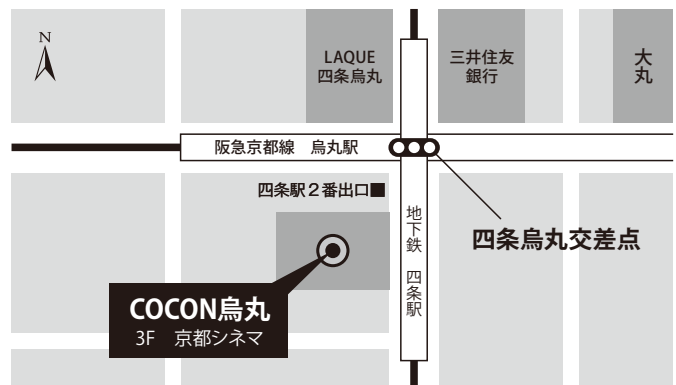 N
LAQUE
四条烏丸
三井住友
銀行
大丸
阪急京都線　烏丸駅
四条駅２番出口■
地下鉄　四条駅
四条烏丸交差点
COCON烏丸
3F　京都シネマ